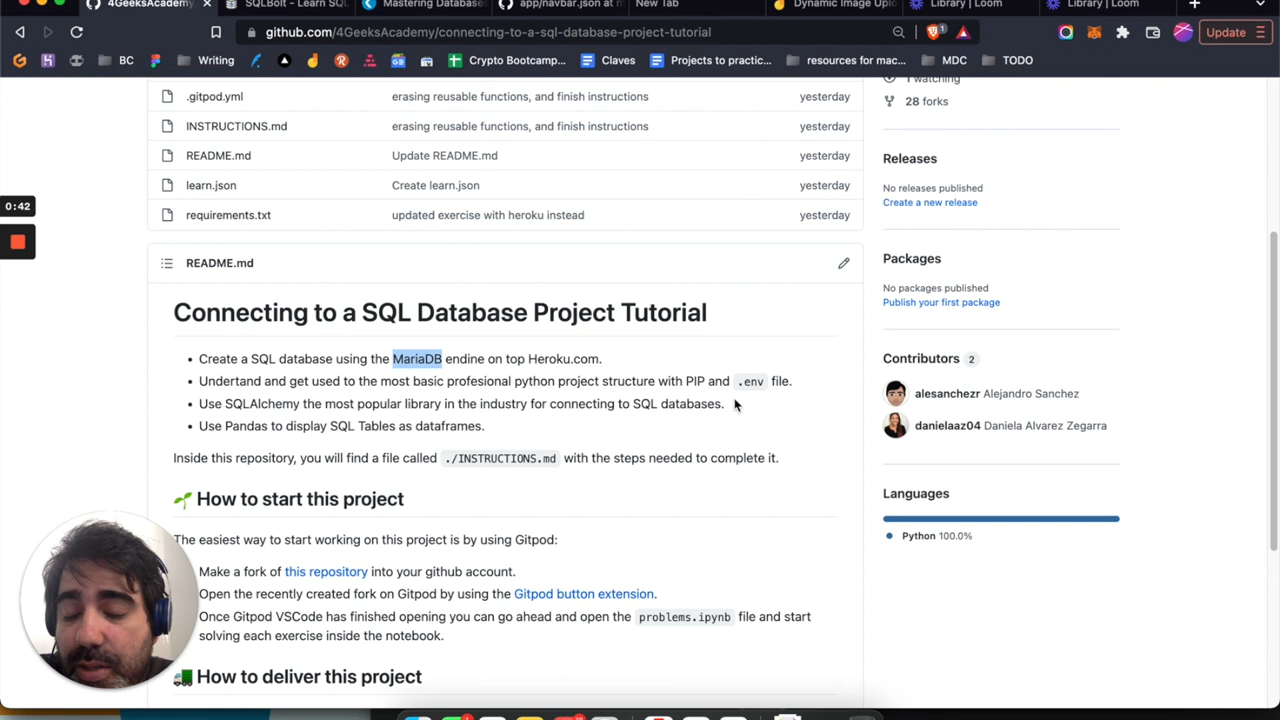 4GeeksAcademy
SQLBolt - Learn SQL
Mastering Databases
app/navbar.json at m
New Tab
Dynamic Image Uplo
Library | Loom
Library | Loom
github.com/4GeeksAcademy/connecting-to-a-sql-database-project-tutorial
1
Update
BC
Writing
Crypto Bootcamp...
Claves
Projects to practic...
resources for mac...
MDC
TODO
1 watching
.gitpod.yml erasing reusable functions, and finish instructions yesterday
28 forks
INSTRUCTIONS.md erasing reusable functions, and finish instructions yesterday
README.md Update README.md yesterday
Releases
learn.json Create learn.json yesterday
No releases published
Create a new release
0:42
requirements.txt updated exercise with heroku instead yesterday
README.md
Packages
No packages published
Publish your first package
Connecting to a SQL Database Project Tutorial
• Create a SQL database using the MariaDB endine on top Heroku.com.
• Undertand and get used to the most basic profesional python project structure with PIP and .env file.
• Use SQLAlchemy the most popular library in the industry for connecting to SQL databases.
• Use Pandas to display SQL Tables as dataframes.
Inside this repository, you will find a file called ./INSTRUCTIONS.md with the steps needed to complete it.
Contributors 2
alesanchezr Alejandro Sanchez
danielaaz04 Daniela Alvarez Zegarra
Languages
Python 100.0%
How to start this project
The easiest way to start working on this project is by using Gitpod:
Make a fork of this repository into your github account.
Open the recently created fork on Gitpod by using the Gitpod button extension.
Once Gitpod VSCode has finished opening you can go ahead and open the problems.ipynb file and start
solving each exercise inside the notebook.
How to deliver this project